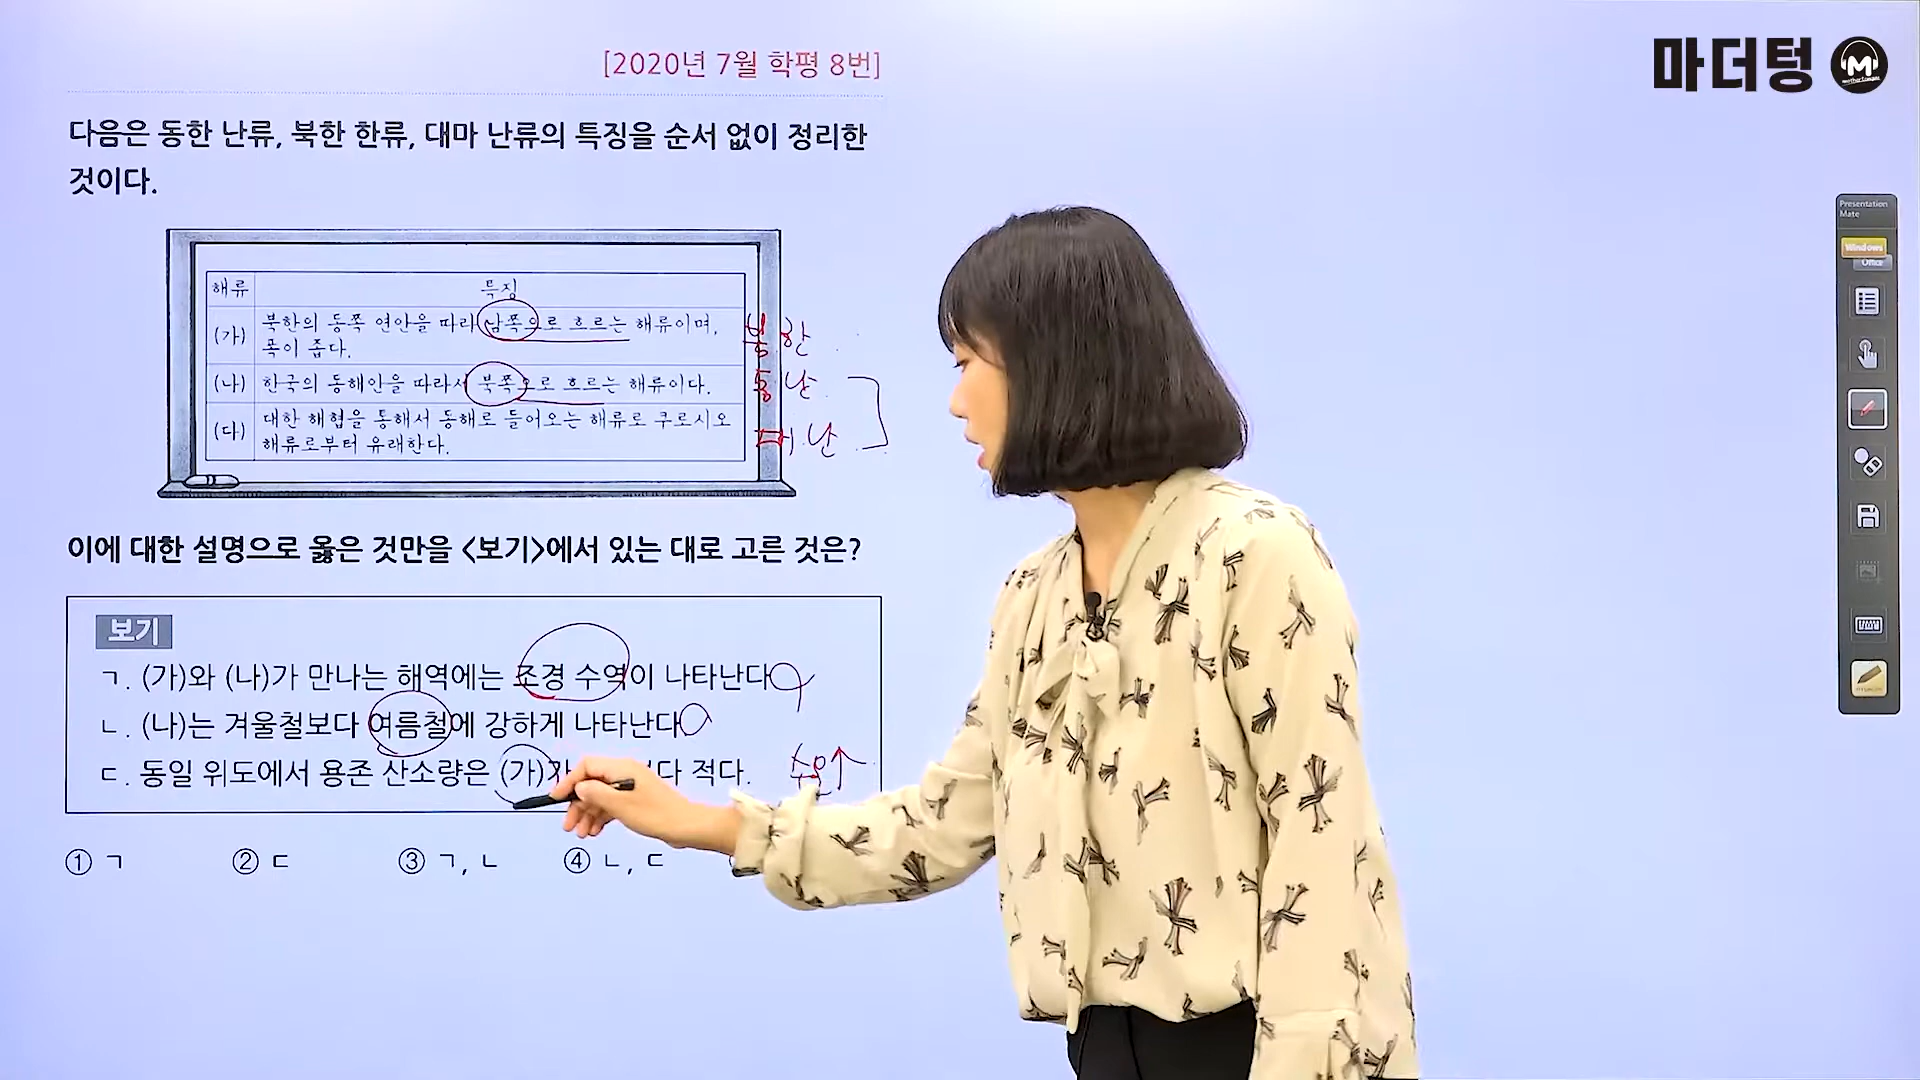 [2020년 7월 학평 8번]
마더텅
다음은 동한 난류, 북한 한류, 대마 난류의 특징을 순서 없이 정리한
것이다.
해류 특징
(가) 북한의 동쪽 연안을 따라 남쪽으로 흐르는 해류이며,
폭이 좁다.
북한
(나) 한국의 동해안을 따라서 북쪽으로 흐르는 해류이다.
동난
(다) 대한 해협을 통해서 동해로 들어오는 해류로 쿠로시오
해류로부터 유래한다.
대난
이에 대한 설명으로 옳은 것만을 <보기>에서 있는 대로 고른 것은?
보기
ㄱ. (가)와 (나)가 만나는 해역에는 조경 수역이 나타난다
ㄴ. (나)는 겨울철보다 여름철에 강하게 나타난다
ㄷ. 동일 위도에서 용존 산소량은 (가)가 다 적다.
수온↑
① ㄱ ② ㄷ ③ ㄱ, ㄴ ④ ㄴ, ㄷ
Presentation
Mate
Windows
Office